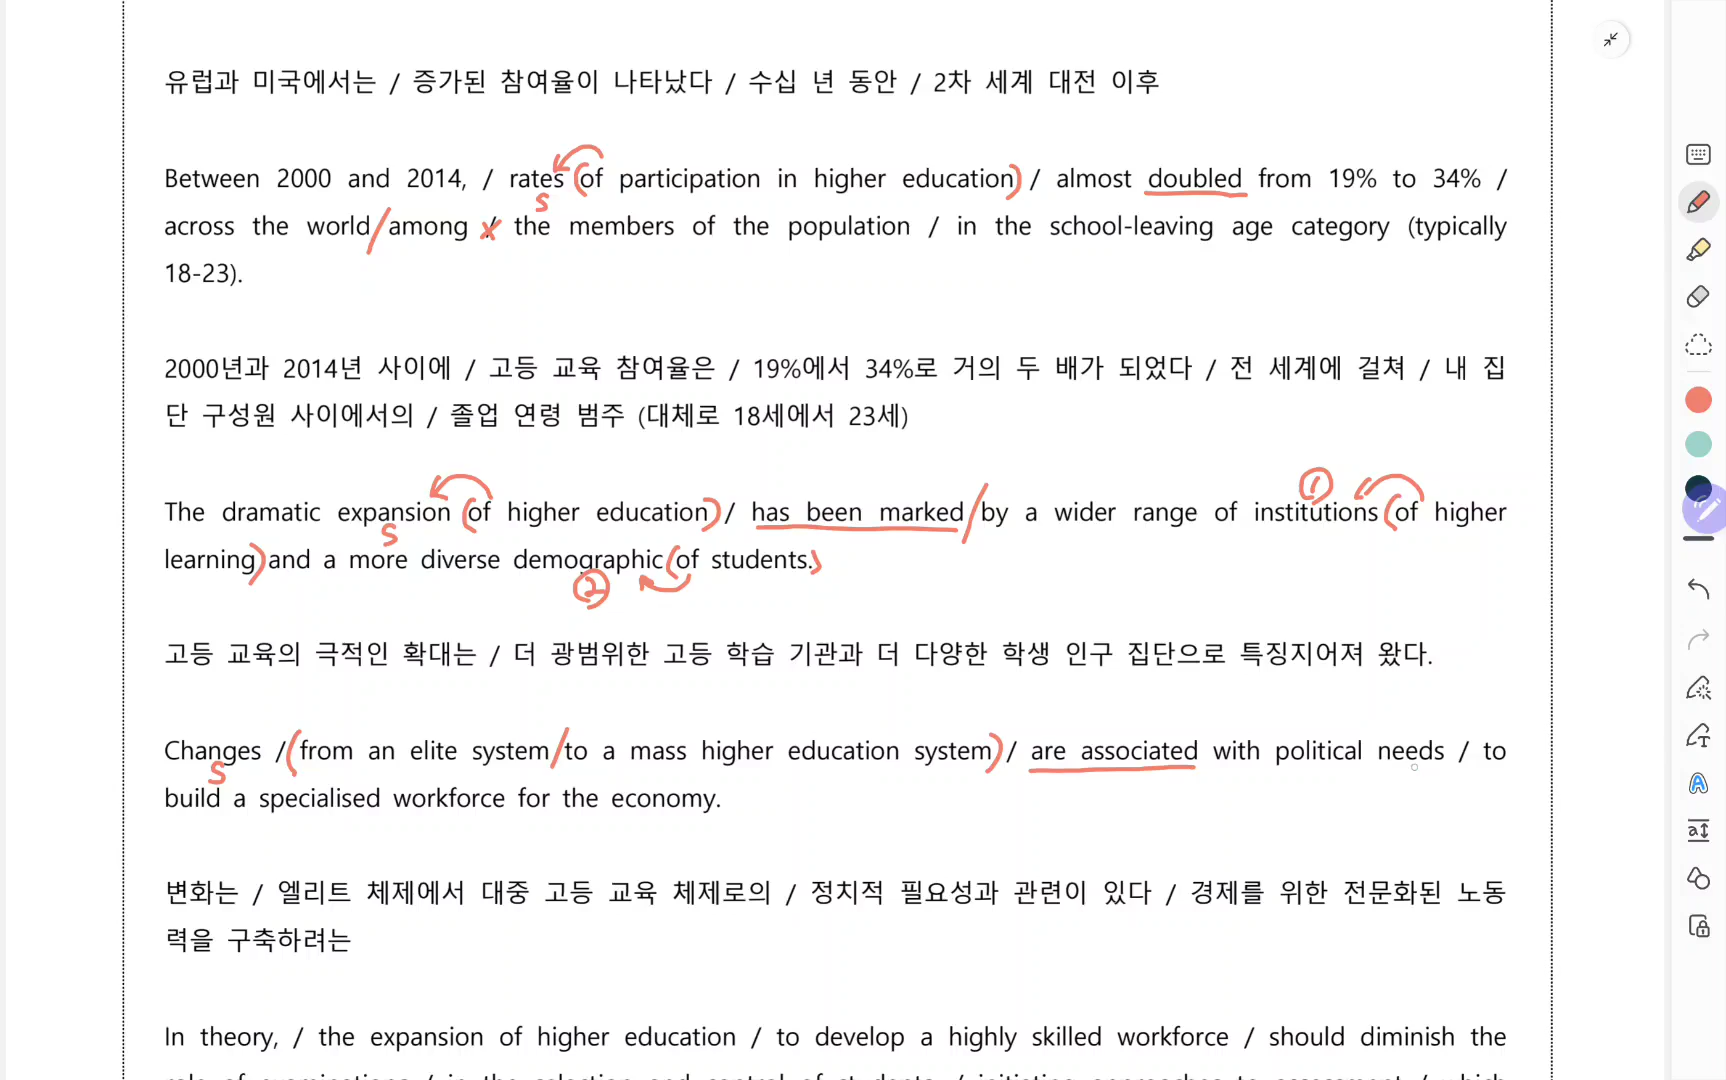 유럽과 미국에서는 / 증가된 참여율이 나타났다 / 수십 년 동안 / 2차 세계 대전 이후
Between 2000 and 2014, / rates (of participation in higher education) / almost doubled from 19% to 34% /
s
across the world / among / the members of the population / in the school-leaving age category (typically
18-23).
2000년과 2014년 사이에 / 고등 교육 참여율은 / 19%에서 34%로 거의 두 배가 되었다 / 전 세계에 걸쳐 / 내 집
단 구성원 사이에서의 / 졸업 연령 범주 (대체로 18세에서 23세)
①
The dramatic expansion (of higher education) / has been marked / by a wider range of institutions (of higher
s
learning) and a more diverse demographic (of students.)
②
고등 교육의 극적인 확대는 / 더 광범위한 고등 학습 기관과 더 다양한 학생 인구 집단으로 특징지어져 왔다.
Changes / (from an elite system / to a mass higher education system) / are associated with political needs / to
s
build a specialised workforce for the economy.
변화는 / 엘리트 체제에서 대중 고등 교육 체제로의 / 정치적 필요성과 관련이 있다 / 경제를 위한 전문화된 노동
력을 구축하려는
In theory, / the expansion of higher education / to develop a highly skilled workforce / should diminish the